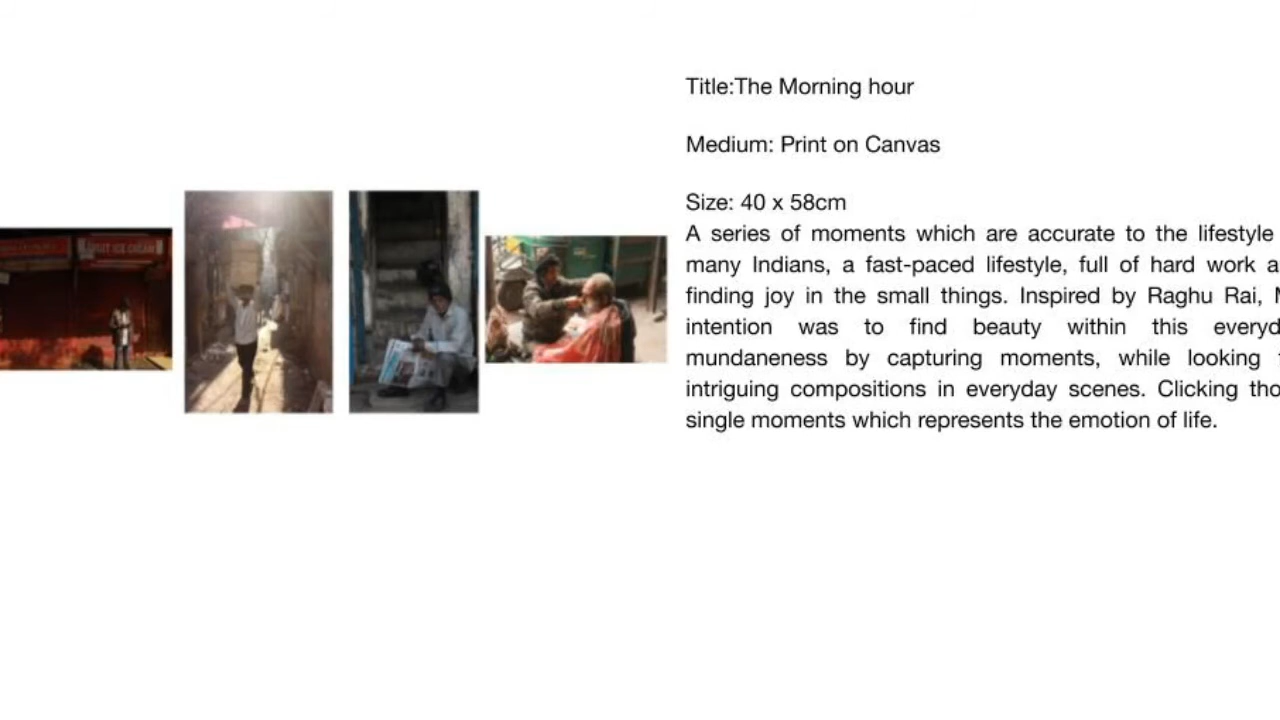 Title:The Morning hour
Medium: Print on Canvas
Size: 40 x 58cm
A series of moments which are accurate to the lifestyle
many Indians, a fast-paced lifestyle, full of hard work a
finding joy in the small things. Inspired by Raghu Rai, M
intention was to find beauty within this everyd
mundaneness by capturing moments, while looking f
intriguing compositions in everyday scenes. Clicking tho
single moments which represents the emotion of life.
ICE CREAM